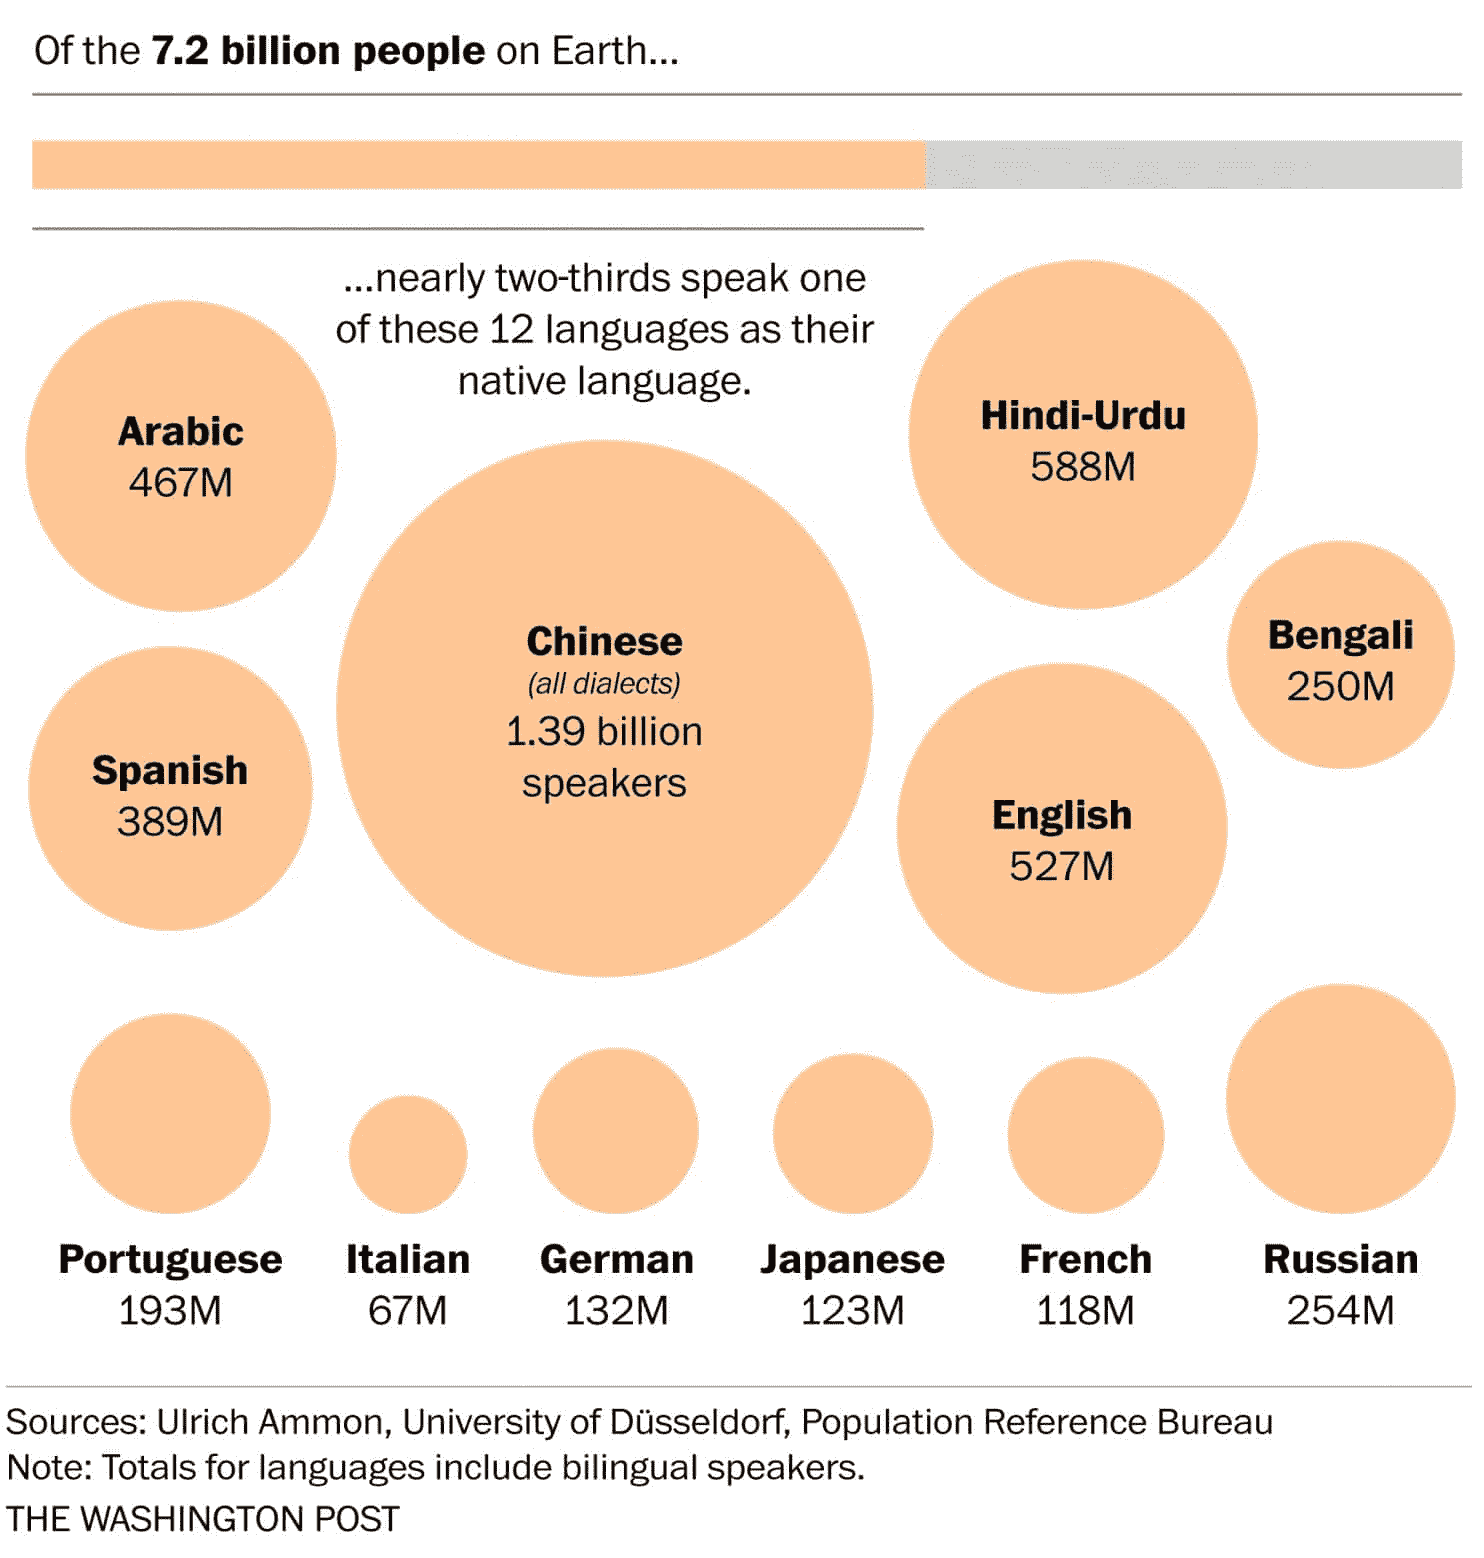 Of the 7.2 billion people on Earth...
...nearly two-thirds speak one
of these 12 languages as their
native language.
Arabic
467M
Hindi-Urdu
588M
Chinese
(all dialects)
1.39 billion
speakers
Bengali
250M
Spanish
389M
English
527M
Portuguese
193M
Italian
67M
German
132M
Japanese
123M
French
118M
Russian
254M
Sources: Ulrich Ammon, University of Düsseldorf, Population Reference Bureau
Note: Totals for languages include bilingual speakers.
THE WASHINGTON POST